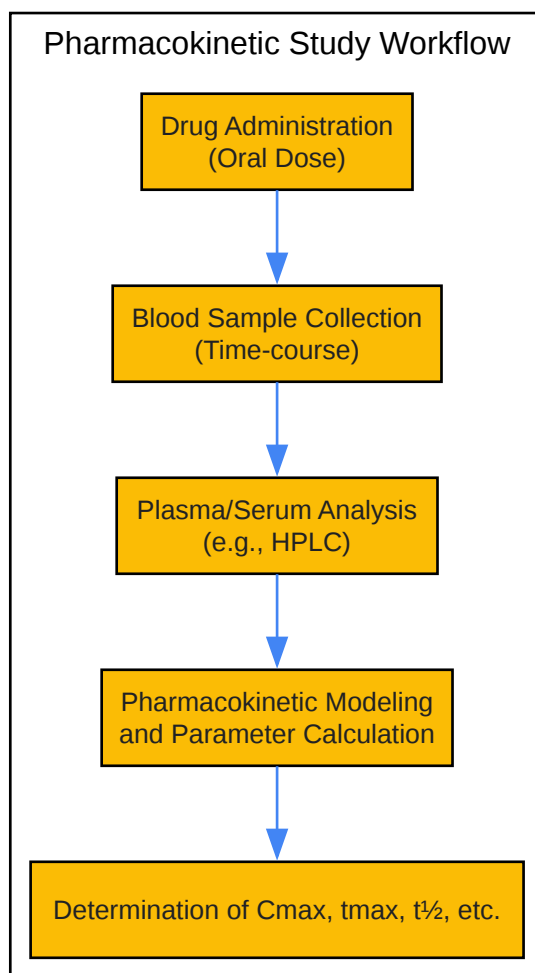 Pharmacokinetic Study Workflow
Drug Administration
(Oral Dose)
Blood Sample Collection
(Time-course)
Plasma/Serum Analysis
(e.g., HPLC)
Pharmacokinetic Modeling
and Parameter Calculation
Determination of Cmax, tmax, t½, etc.